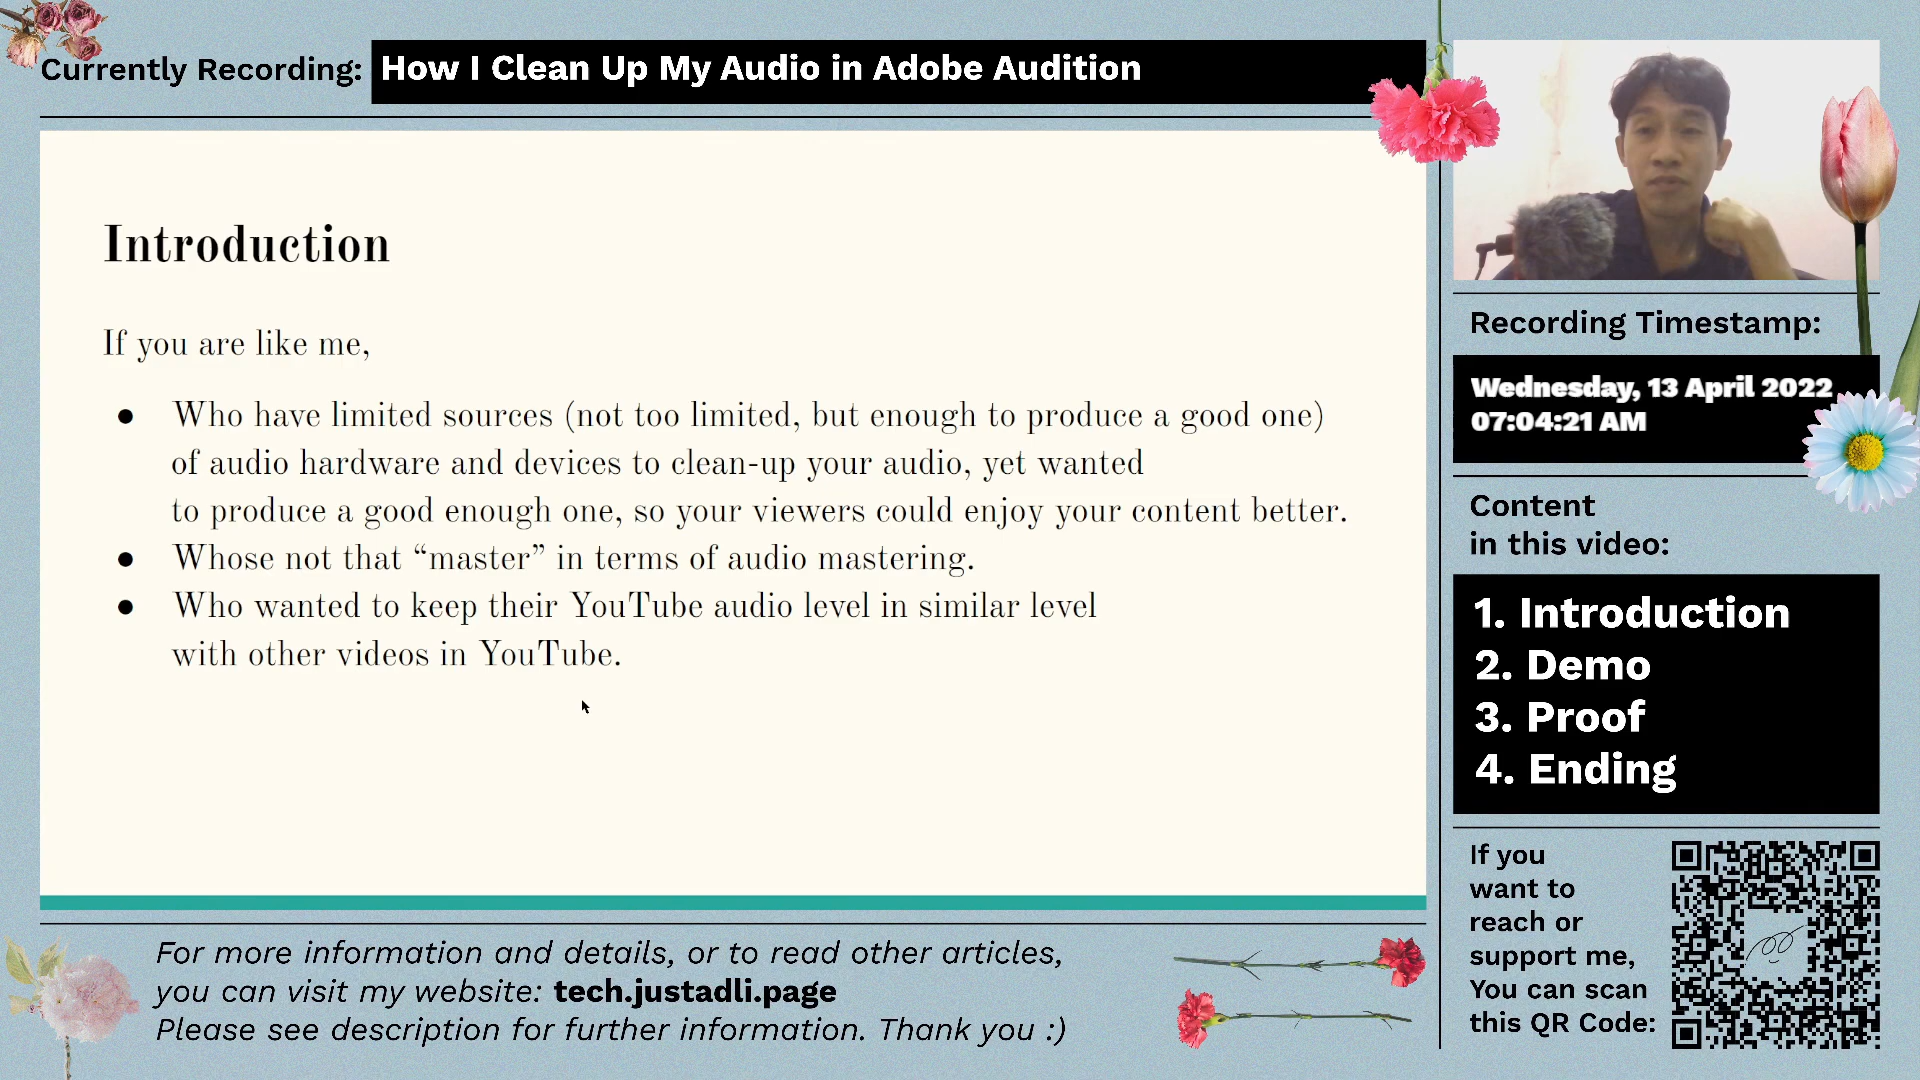 Currently Recording: How I Clean Up My Audio in Adobe Audition
Introduction
If you are like me,
● Who have limited sources (not too limited, but enough to produce a good one)
of audio hardware and devices to clean-up your audio, yet wanted
to produce a good enough one, so your viewers could enjoy your content better.
● Whose not that “master” in terms of audio mastering.
● Who wanted to keep their YouTube audio level in similar level
with other videos in YouTube.
Recording Timestamp:
Wednesday, 13 April 2022
07:04:21 AM
Content
in this video:
1. Introduction
2. Demo
3. Proof
4. Ending
If you
want to
reach or
support me,
You can scan
this QR Code:
For more information and details, or to read other articles,
you can visit my website: tech.justadli.page
Please see description for further information. Thank you :)